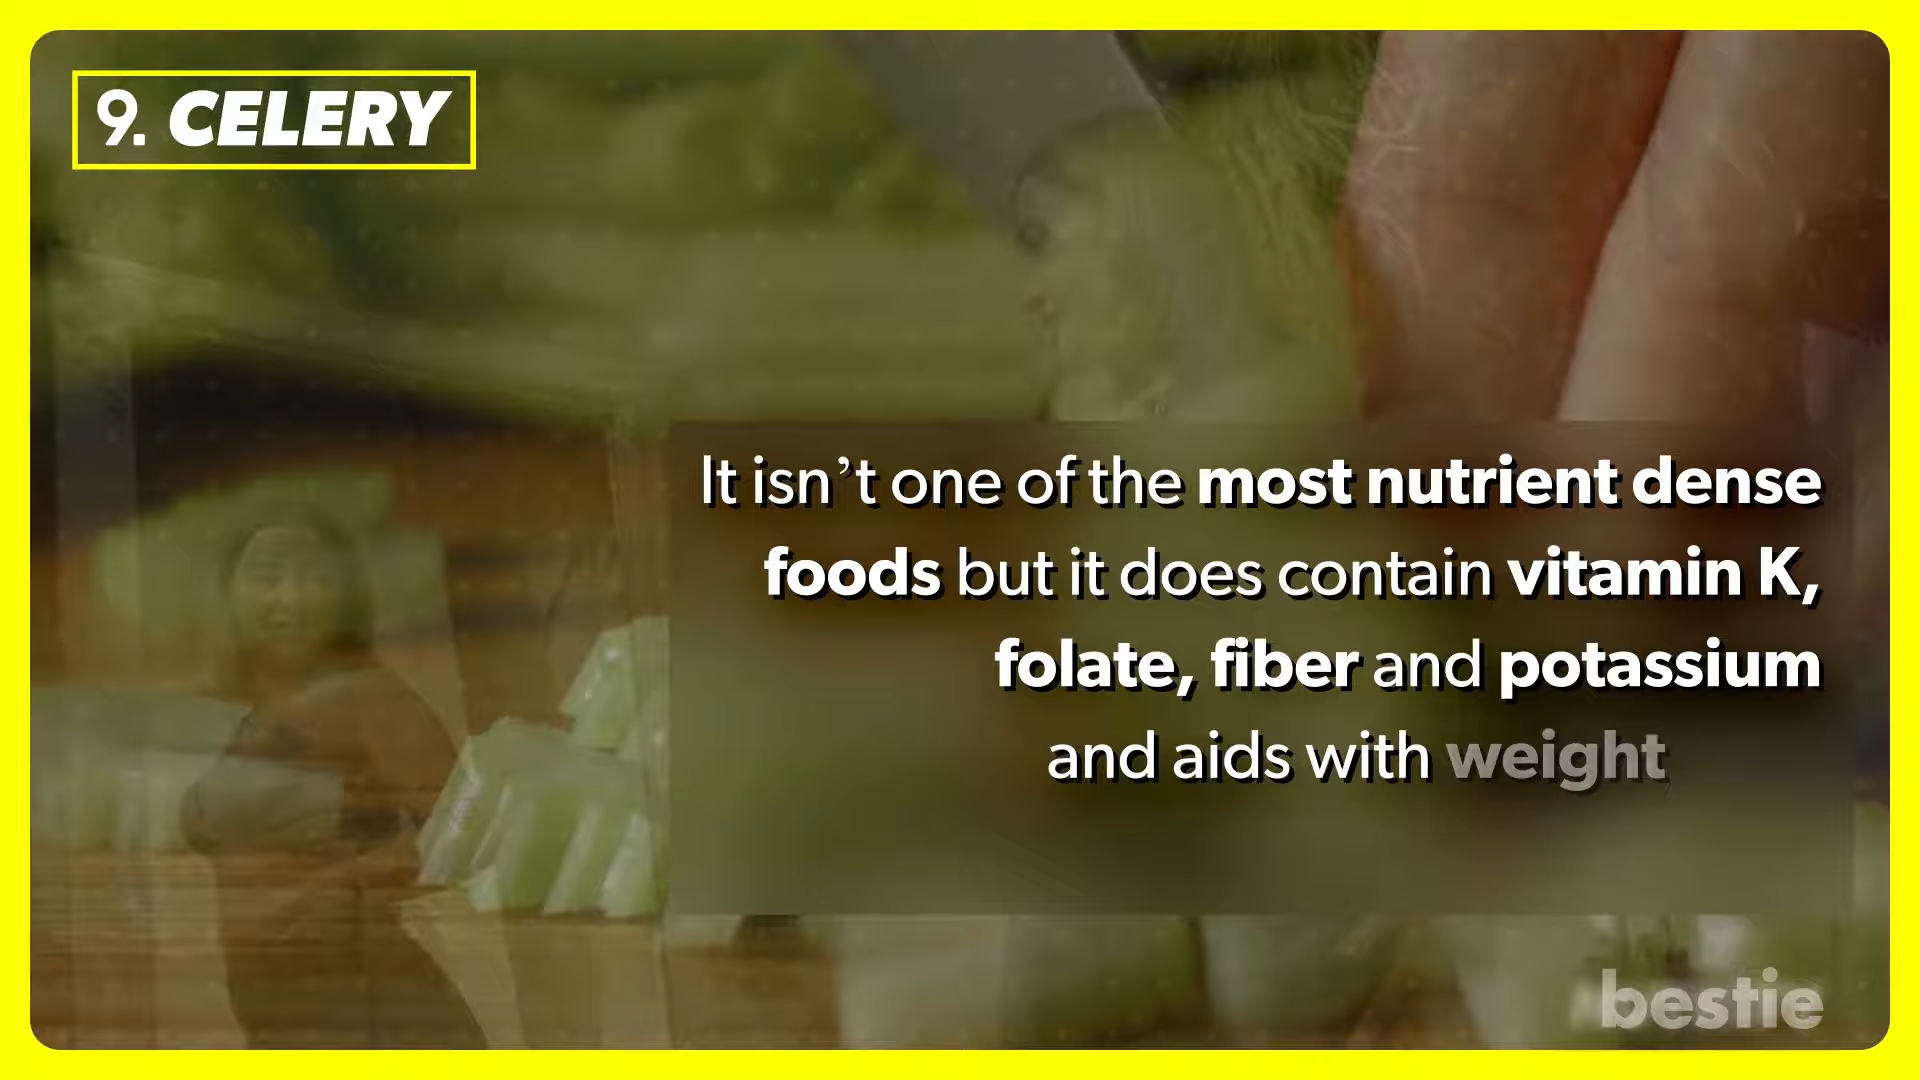 9. CELERY
It isn’t one of the most nutrient dense
foods but it does contain vitamin K,
folate, fiber and potassium
and aids with weight
bestie